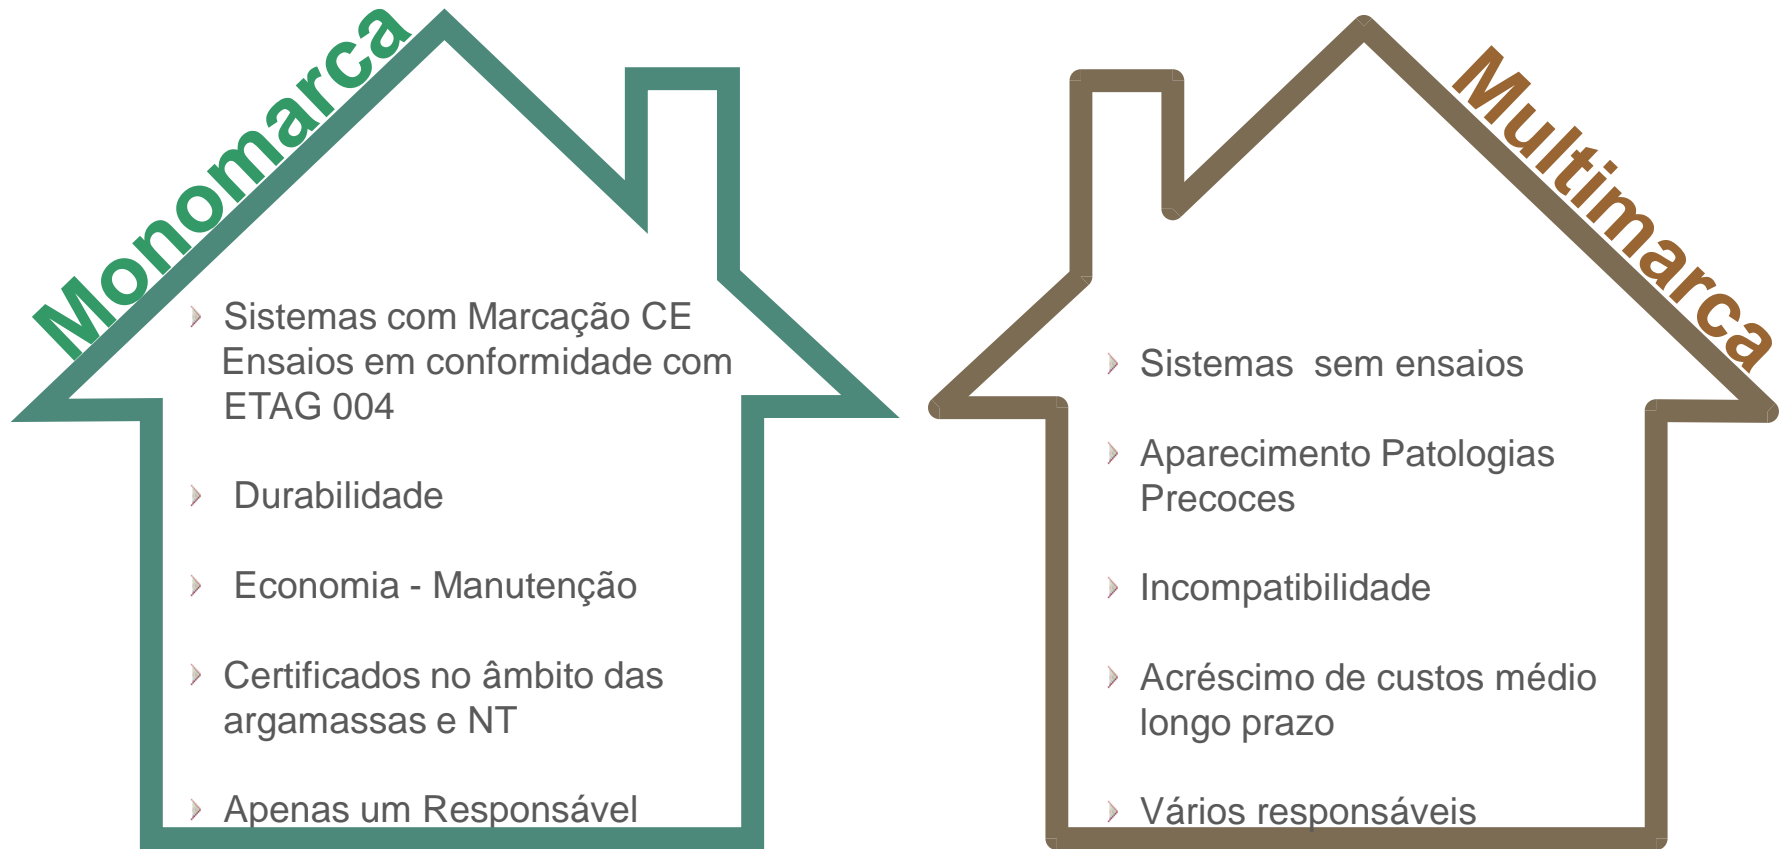 Monomarca
Sistemas com Marcação CE
Ensaios em conformidade com
ETAG 004
Durabilidade
Economia - Manutenção
Certificados no âmbito das
argamassas e NT
Apenas um Responsável
Multimarca
Sistemas sem ensaios
Aparecimento Patologias
Precoces
Incompatibilidade
Acréscimo de custos médio
longo prazo
Vários responsáveis